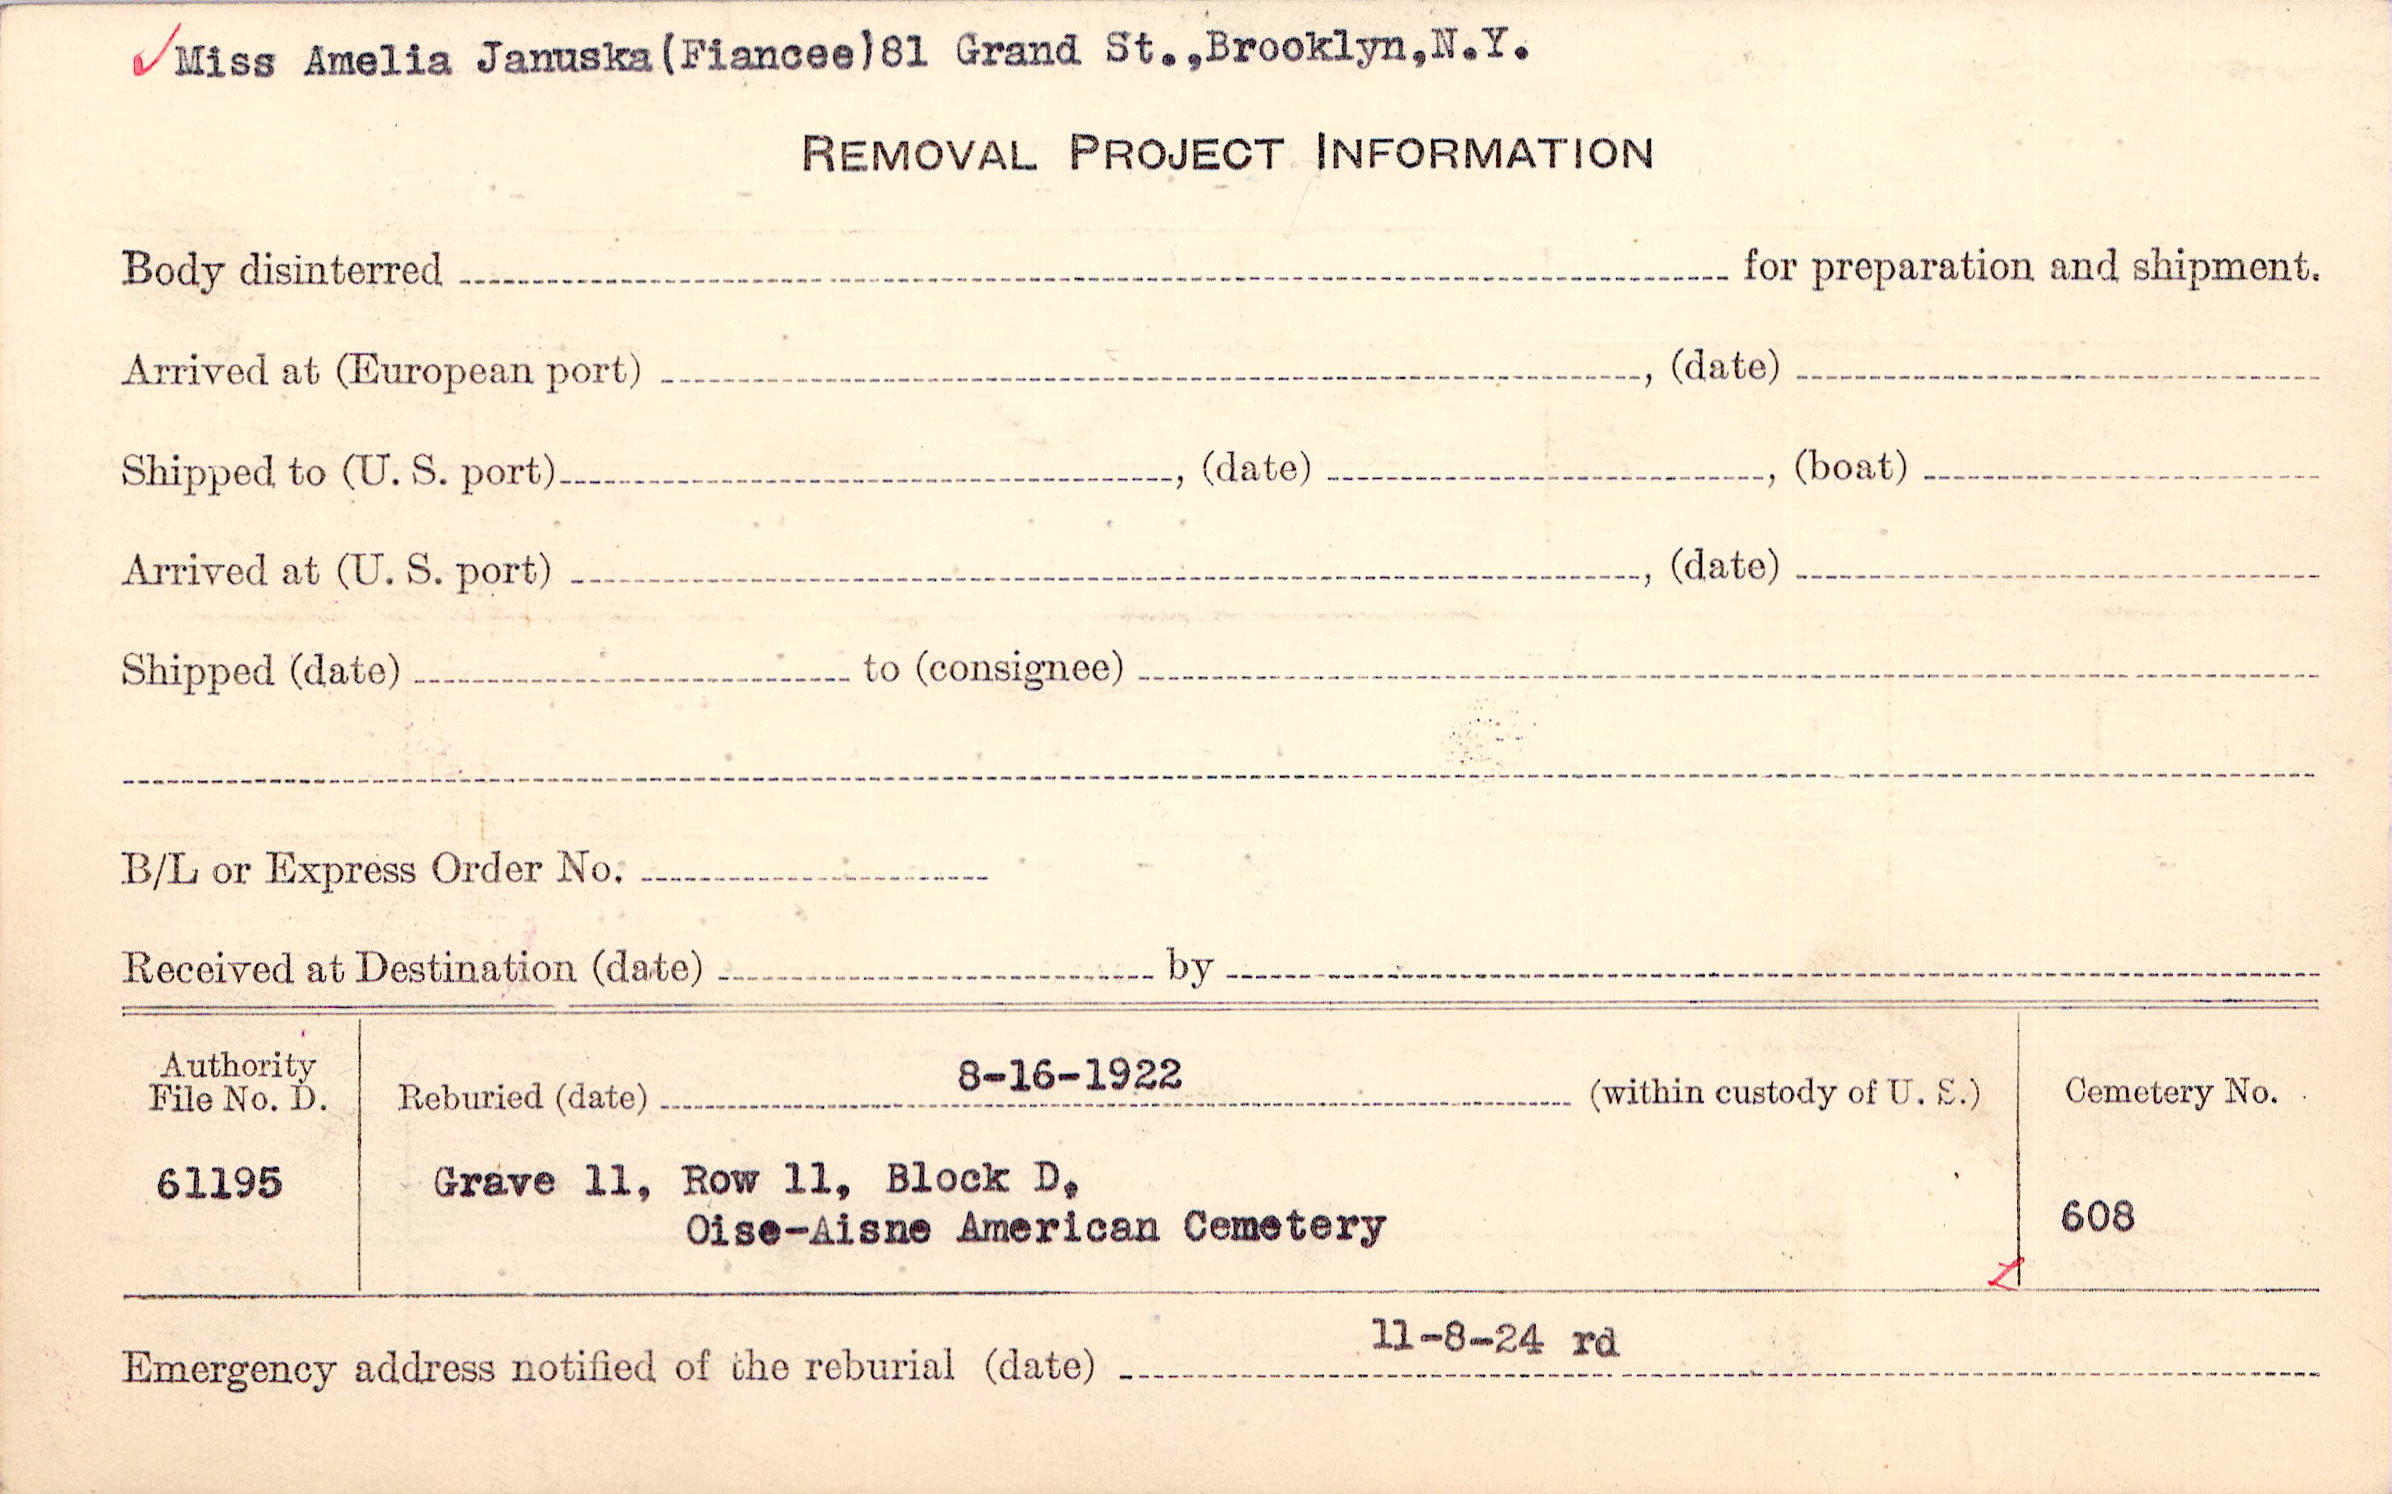 Miss Amelia Januska(Fiancee)81 Grand St.,Brooklyn,N.Y.
REMOVAL PROJECT INFORMATION
Body disinterred for preparation and shipment.
Arrived at (European port) , (date)
Shipped to (U. S. port) , (date) , (boat)
Arrived at (U. S. port) , (date)
Shipped (date) to (consignee)
B/L or Express Order No.
Received at Destination (date) by
Authority
File No. D.
61195
Reburied (date) 8-16-1922 (within custody of U. S.)
Grave 11, Row 11, Block D,
Oise-Aisne American Cemetery
Cemetery No.
608
Emergency address notified of the reburial (date) 11-8-24 rd